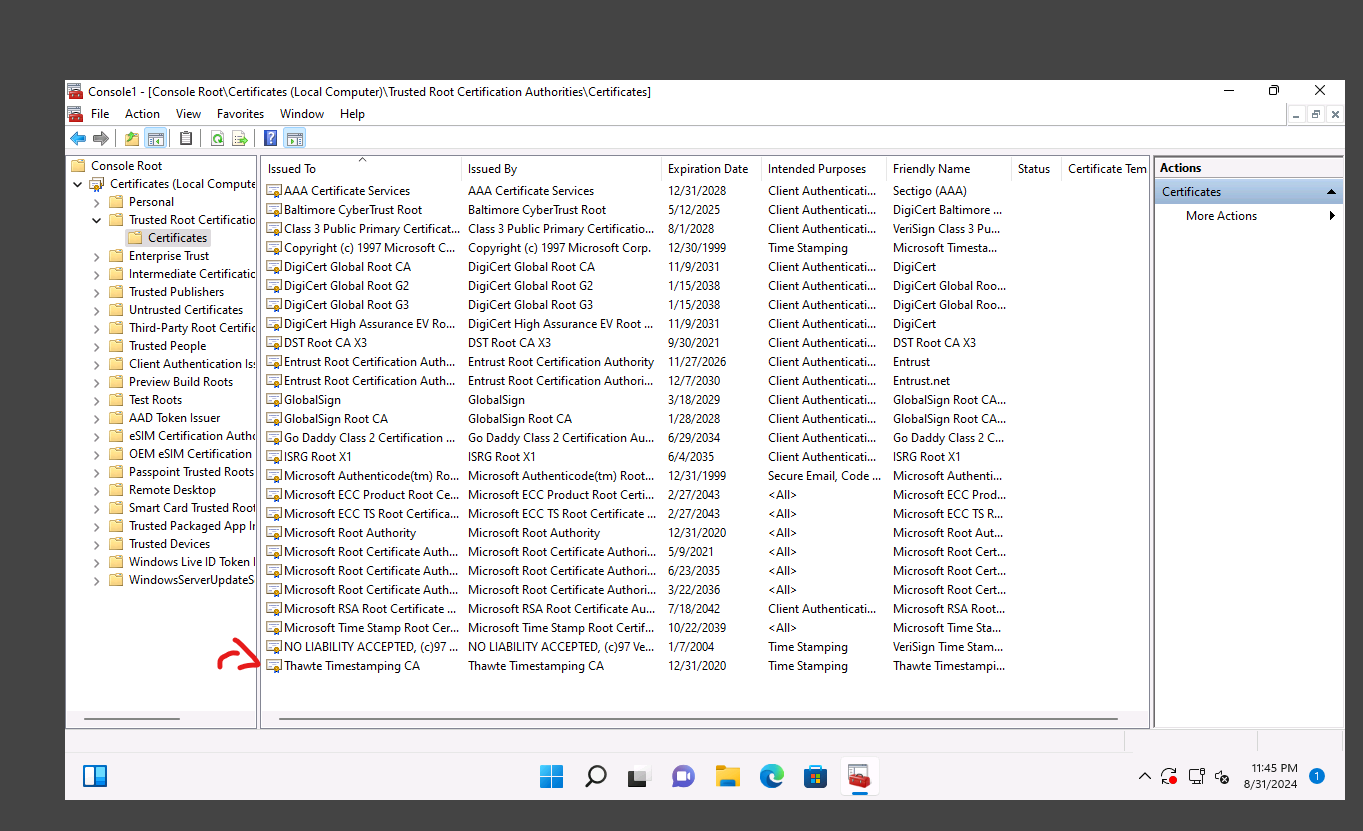 Console1 - [Console Root\Certificates (Local Computer)\Trusted Root Certification Authorities\Certificates]
File Action View Favorites Window Help
Console Root
Certificates (Local Compute
Personal
Trusted Root Certificatio
Certificates
Enterprise Trust
Intermediate Certificatic
Trusted Publishers
Untrusted Certificates
Third-Party Root Certific
Trusted People
Client Authentication Is
Preview Build Roots
Test Roots
AAD Token Issuer
eSIM Certification Autho
OEM eSIM Certification
Passpoint Trusted Roots
Remote Desktop
Smart Card Trusted Root
Trusted Packaged App In
Trusted Devices
Windows Live ID Token I
WindowsServerUpdateS
Issued To Issued By Expiration Date Intended Purposes Friendly Name Status Certificate Tem
AAA Certificate Services AAA Certificate Services 12/31/2028 Client Authenticati... Sectigo (AAA)
Baltimore CyberTrust Root Baltimore CyberTrust Root 5/12/2025 Client Authenticati... DigiCert Baltimore ...
Class 3 Public Primary Certificat... Class 3 Public Primary Certificatio... 8/1/2028 Client Authenticati... VeriSign Class 3 Pu...
Copyright (c) 1997 Microsoft C... Copyright (c) 1997 Microsoft Corp. 12/30/1999 Time Stamping Microsoft Timesta...
DigiCert Global Root CA DigiCert Global Root CA 11/9/2031 Client Authenticati... DigiCert
DigiCert Global Root G2 DigiCert Global Root G2 1/15/2038 Client Authenticati... DigiCert Global Roo...
DigiCert Global Root G3 DigiCert Global Root G3 1/15/2038 Client Authenticati... DigiCert Global Roo...
DigiCert High Assurance EV Ro... DigiCert High Assurance EV Root ... 11/9/2031 Client Authenticati... DigiCert
DST Root CA X3 DST Root CA X3 9/30/2021 Client Authenticati... DST Root CA X3
Entrust Root Certification Auth... Entrust Root Certification Authority 11/27/2026 Client Authenticati... Entrust
Entrust Root Certification Auth... Entrust Root Certification Authori... 12/7/2030 Client Authenticati... Entrust.net
GlobalSign GlobalSign 3/18/2029 Client Authenticati... GlobalSign Root CA...
GlobalSign Root CA GlobalSign Root CA 1/28/2028 Client Authenticati... GlobalSign Root CA...
Go Daddy Class 2 Certification ... Go Daddy Class 2 Certification Au... 6/29/2034 Client Authenticati... Go Daddy Class 2 C...
ISRG Root X1 ISRG Root X1 6/4/2035 Client Authenticati... ISRG Root X1
Microsoft Authenticode(tm) Ro... Microsoft Authenticode(tm) Root... 12/31/1999 Secure Email, Code ... Microsoft Authenti...
Microsoft ECC Product Root Ce... Microsoft ECC Product Root Certi... 2/27/2043 <All> Microsoft ECC Prod...
Microsoft ECC TS Root Certifica... Microsoft ECC TS Root Certificate ... 2/27/2043 <All> Microsoft ECC TS R...
Microsoft Root Authority Microsoft Root Authority 12/31/2020 <All> Microsoft Root Aut...
Microsoft Root Certificate Auth... Microsoft Root Certificate Authori... 5/9/2021 <All> Microsoft Root Cert...
Microsoft Root Certificate Auth... Microsoft Root Certificate Authori... 6/23/2035 <All> Microsoft Root Cert...
Microsoft Root Certificate Auth... Microsoft Root Certificate Authori... 3/22/2036 <All> Microsoft Root Cert...
Microsoft RSA Root Certificate ... Microsoft RSA Root Certificate Au... 7/18/2042 Client Authenticati... Microsoft RSA Root...
Microsoft Time Stamp Root Cer... Microsoft Time Stamp Root Certif... 10/22/2039 <All> Microsoft Time Sta...
NO LIABILITY ACCEPTED, (c)97 ... NO LIABILITY ACCEPTED, (c)97 Ve... 1/7/2004 Time Stamping VeriSign Time Stam...
Thawte Timestamping CA Thawte Timestamping CA 12/31/2020 Time Stamping Thawte Timestampi...
Actions
Certificates
More Actions
11:45 PM
8/31/2024
1